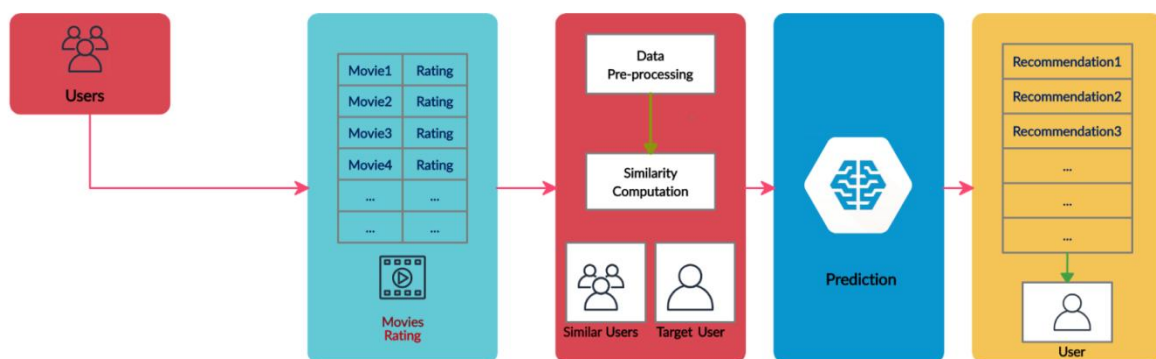 Users
Movie1 Rating
Movie2 Rating
Movie3 Rating
Movie4 Rating
... ...
... ...
Movies
Rating
Data
Pre-processing
Similarity
Computation
Similar Users
Target User
Prediction
Recommendation1
Recommendation2
Recommendation3
...
...
...
User